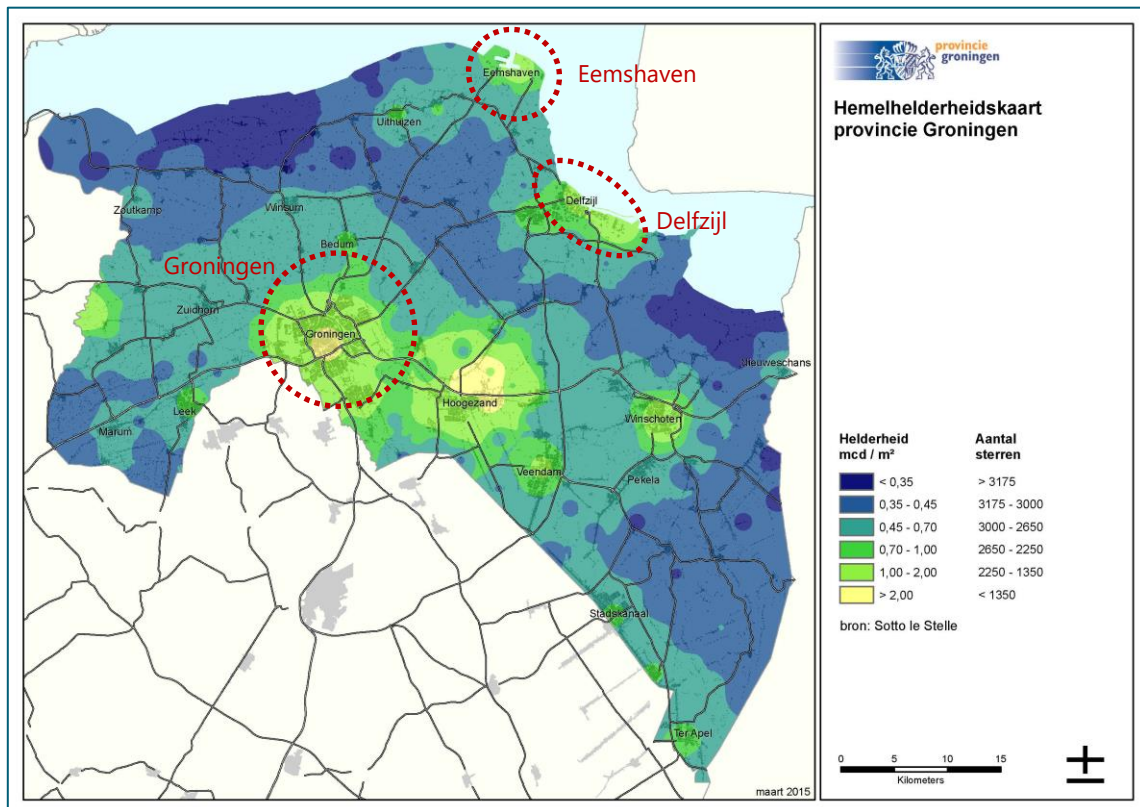 Eemshaven
Eemshaven
Uithuizen
Delfzijl
Zoutkamp
Winsum
Delfzijl
Bedum
Groningen
Zuidhorn
Groningen
Nieuweschans
Hoogezand
Leek
Winschoten
Marum
Veendam
Pekela
Stadskanaal
Ter Apel
maart 2015
provincie
groningen
Hemelhelderheidskaart
provincie Groningen
Helderheid Aantal
mcd / m² sterren
< 0,35 > 3175
0,35 - 0,45 3175 - 3000
0,45 - 0,70 3000 - 2650
0,70 - 1,00 2650 - 2250
1,00 - 2,00 2250 - 1350
> 2,00 < 1350
bron: Sotto le Stelle
0 5 10 15
Kilometers